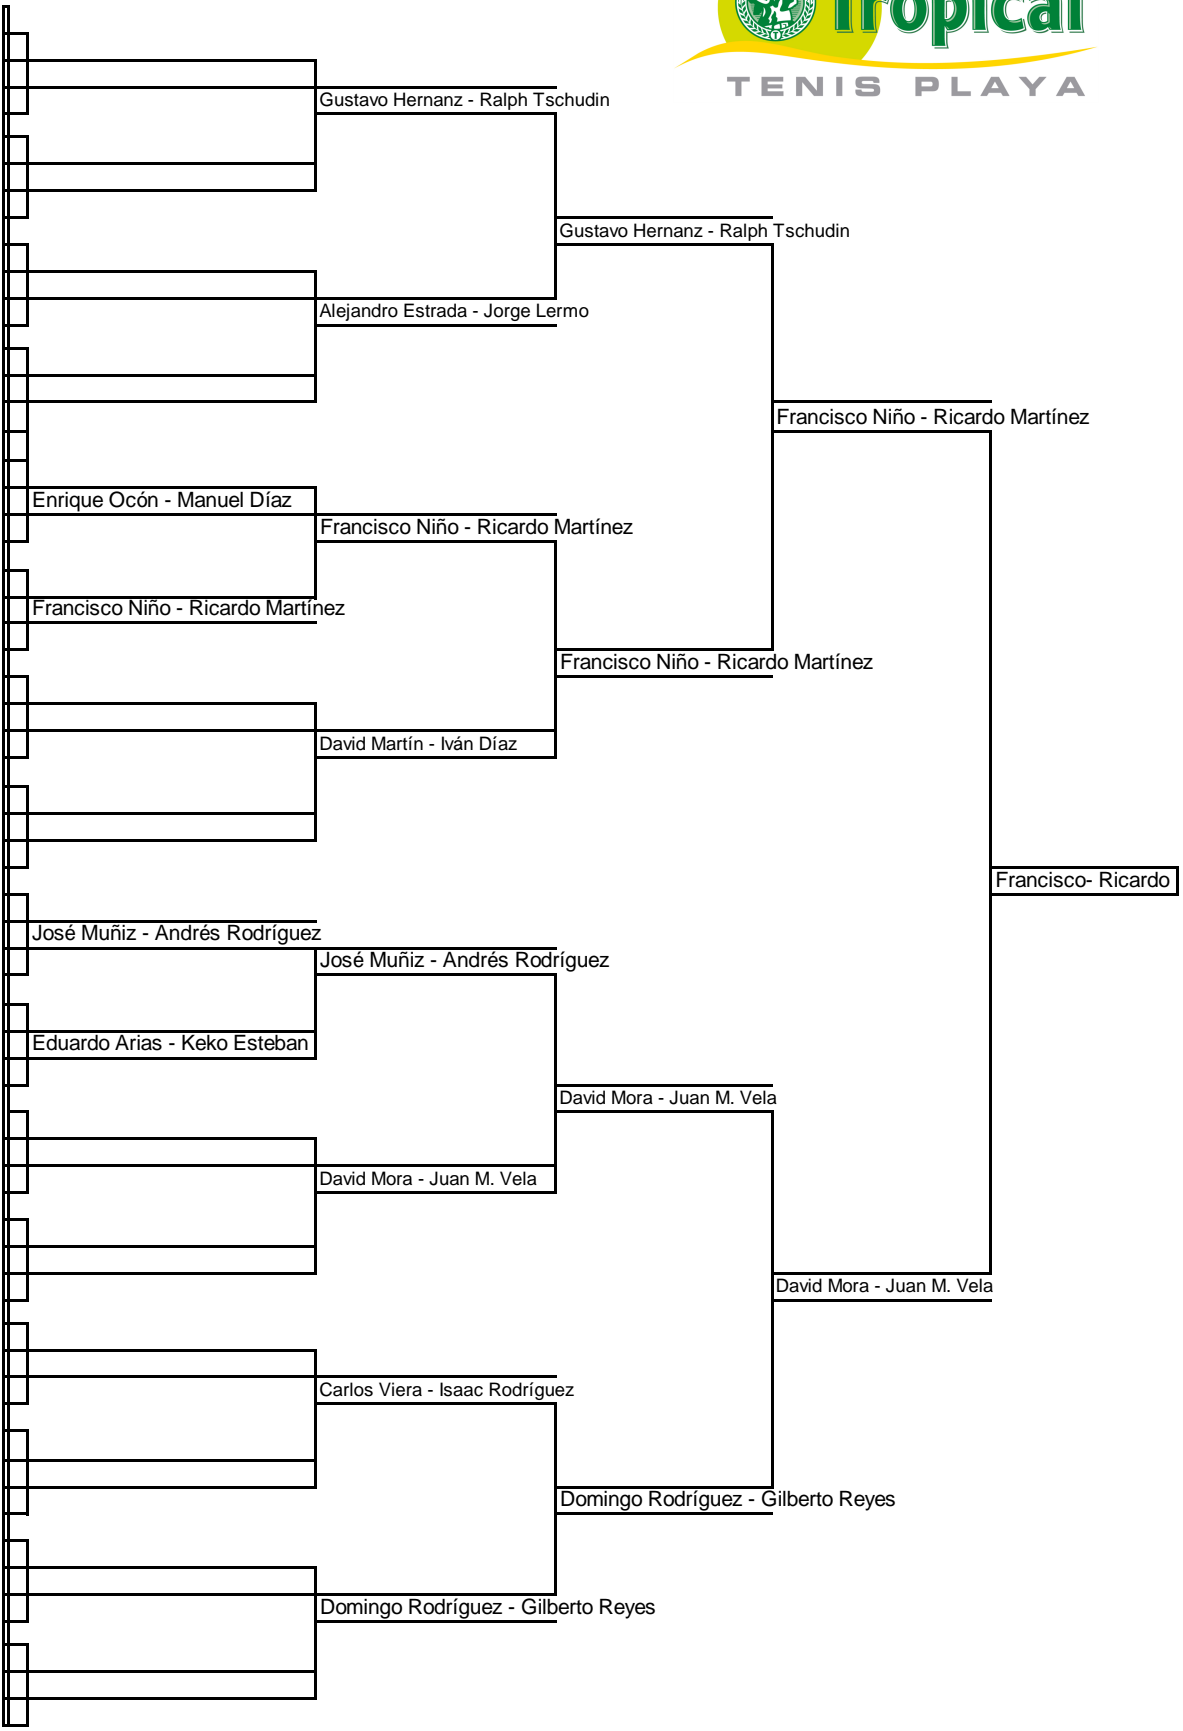 Tropical
TENIS PLAYA
Gustavo Hernanz - Ralph Tschudin
Gustavo Hernanz - Ralph Tschudin
Alejandro Estrada - Jorge Lermo
Francisco Niño - Ricardo Martínez
Enrique Ocón - Manuel Díaz
Francisco Niño - Ricardo Martínez
Francisco Niño - Ricardo Martínez
Francisco Niño - Ricardo Martínez
David Martín - Iván Díaz
Francisco- Ricardo
José Muñiz - Andrés Rodríguez
José Muñiz - Andrés Rodríguez
Eduardo Arias - Keko Esteban
David Mora - Juan M. Vela
David Mora - Juan M. Vela
David Mora - Juan M. Vela
Carlos Viera - Isaac Rodríguez
Domingo Rodríguez - Gilberto Reyes
Domingo Rodríguez - Gilberto Reyes